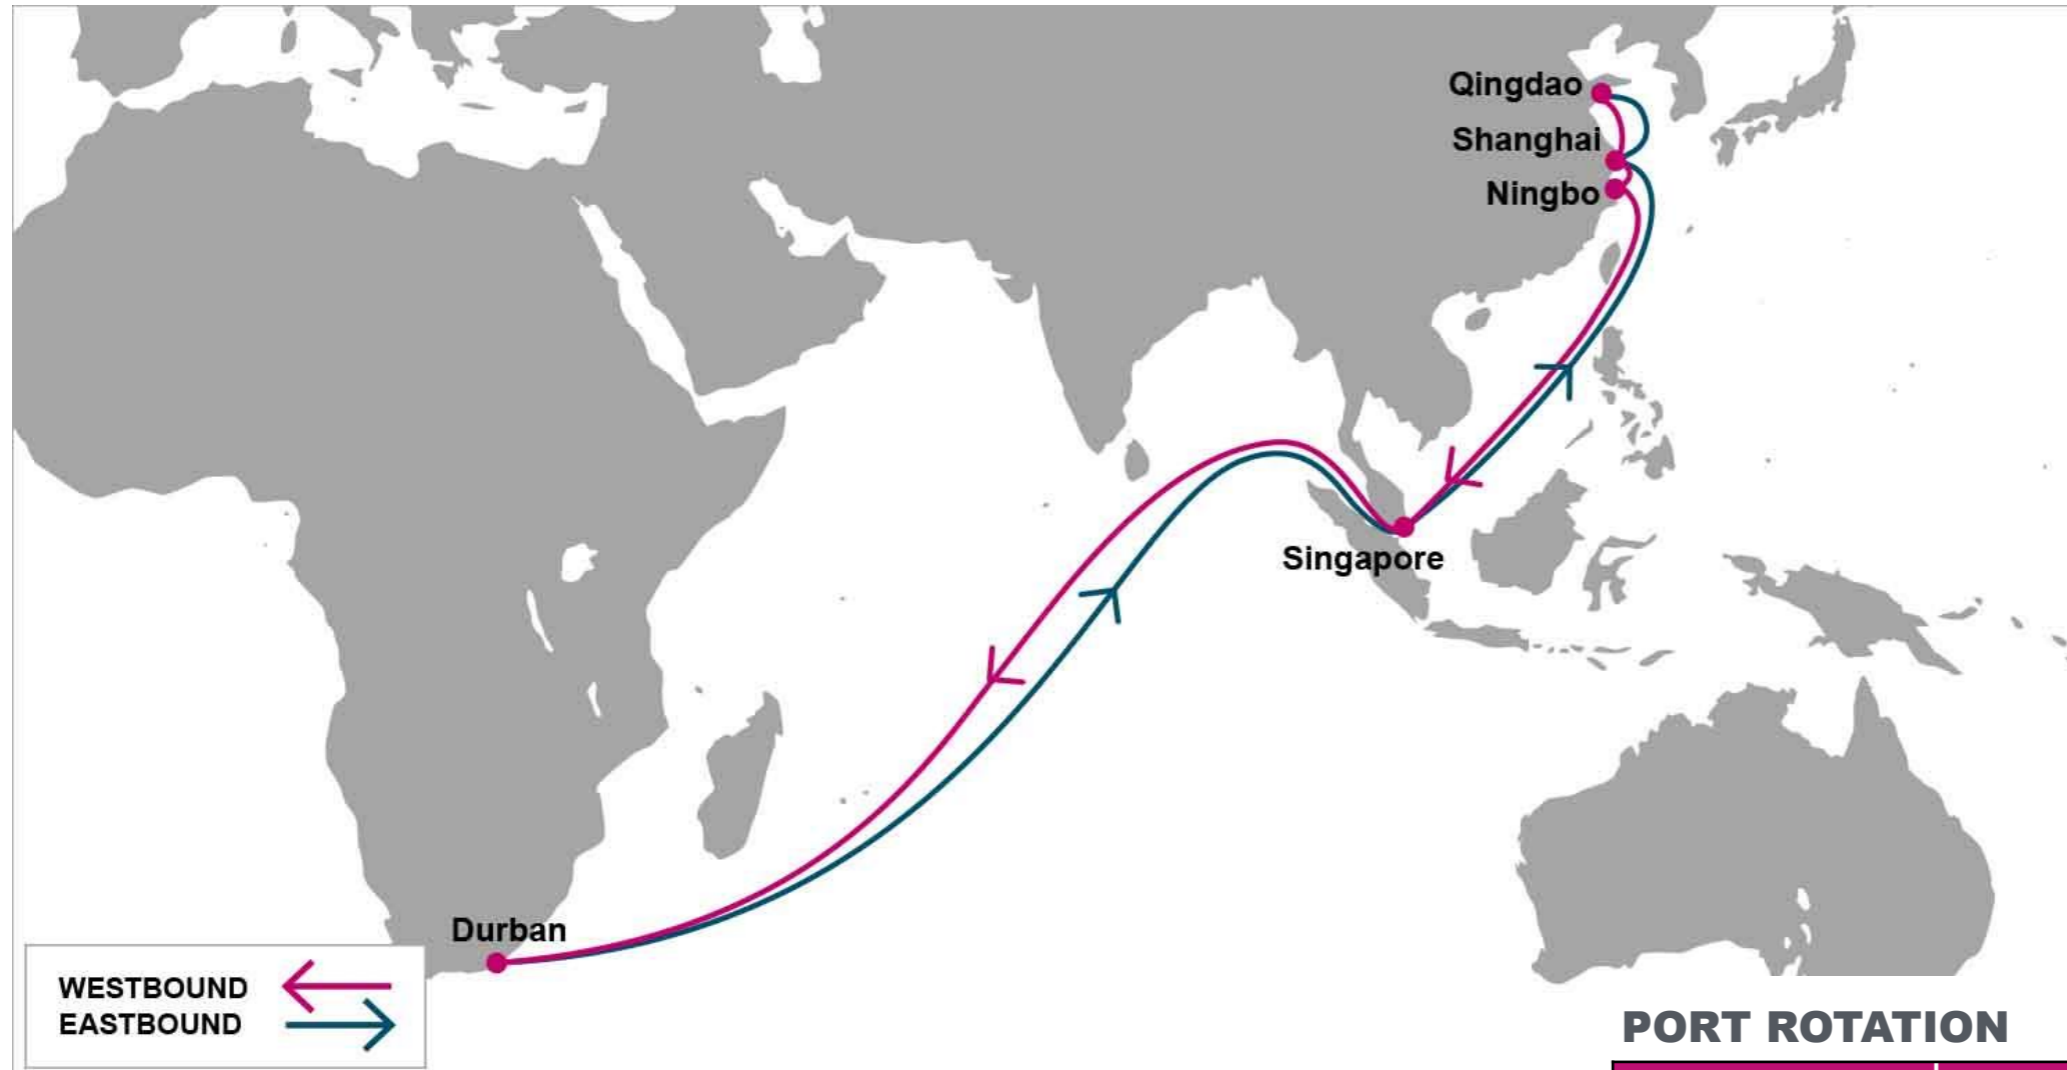 Qingdao
Shanghai
Ningbo
Singapore
Durban
WESTBOUND
EASTBOUND
PORT ROTATION